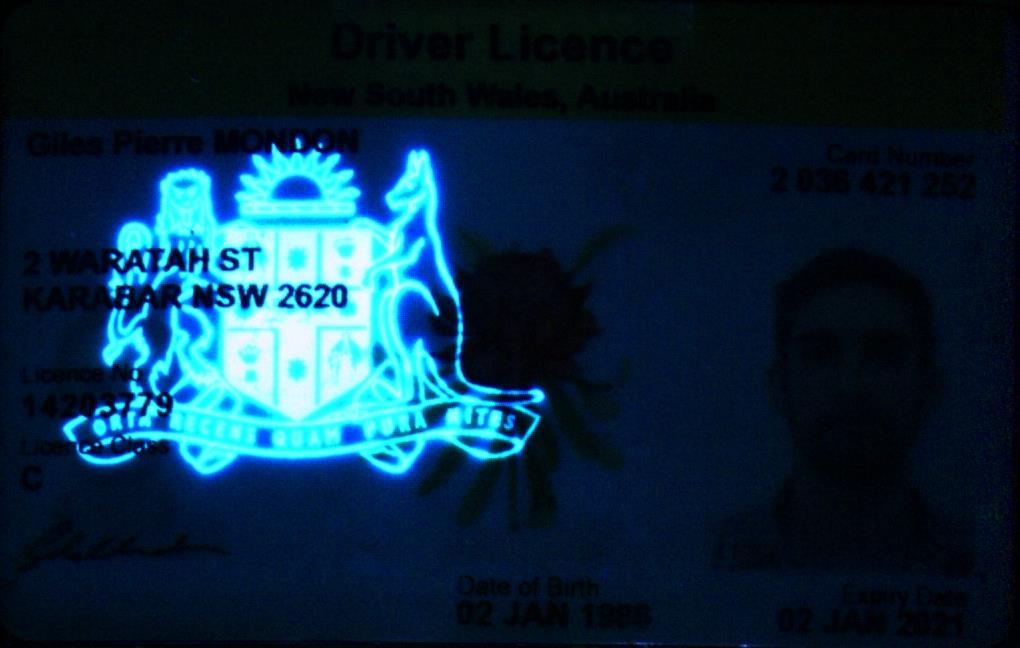 Driver Licence
New South Wales, Australia
Giles Pierre MONDON
Card Number
2 036 421 252
2 WARATAH ST
KARABAR NSW 2620
Licence No
14203779
ORTA RECENS QUAM PURA NITES
Licence Class
C
Date of Birth
02 JAN 1986
Expiry Date
02 JAN 2021